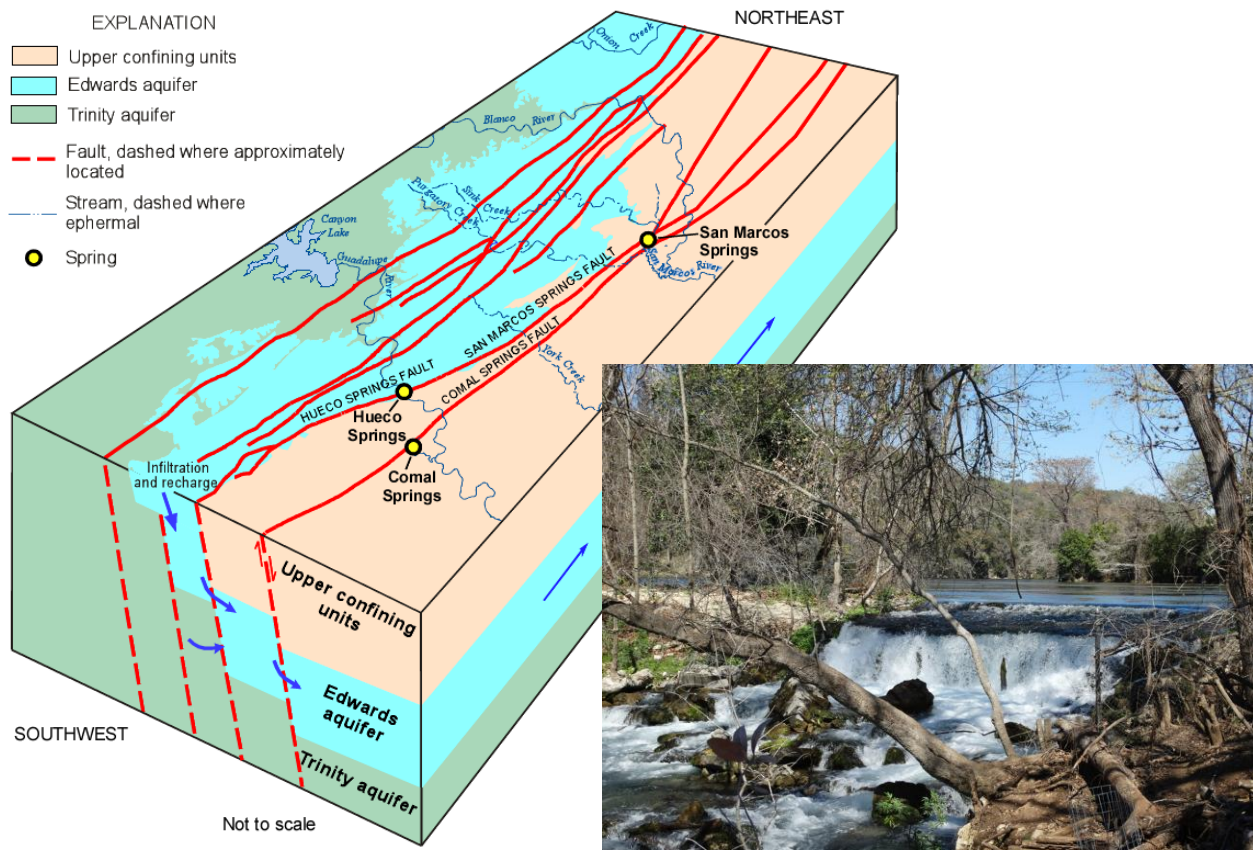 EXPLANATION
Upper confining units
Edwards aquifer
Trinity aquifer
Fault, dashed where approximately
located
Stream, dashed where
ephermal
Spring
NORTHEAST
Onion Creek
Blanco River
Sink Creek
Purgatory Creek
Canyon
Lake
Guadalupe River
San Marcos
Springs
San Marcos River
SAN MARCOS SPRINGS FAULT
COMAL SPRINGS FAULT
York Creek
HUECO SPRINGS FAULT
Hueco
Springs
Comal
Springs
Infiltration
and recharge
Upper confining
units
Edwards
aquifer
Trinity aquifer
SOUTHWEST
Not to scale